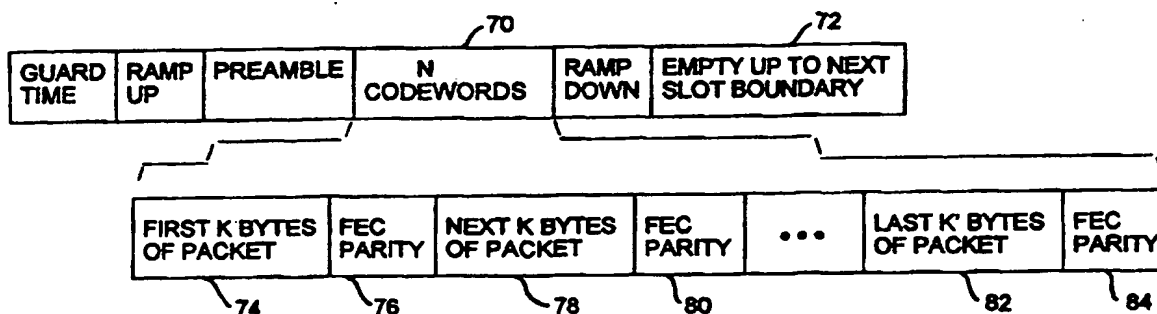 70
72
GUARD TIME
RAMP UP
PREAMBLE
N CODEWORDS
RAMP DOWN
EMPTY UP TO NEXT SLOT BOUNDARY
FIRST K BYTES OF PACKET
FEC PARITY
NEXT K BYTES OF PACKET
FEC PARITY
•••
LAST K' BYTES OF PACKET
FEC PARITY
74
76
78
80
82
84